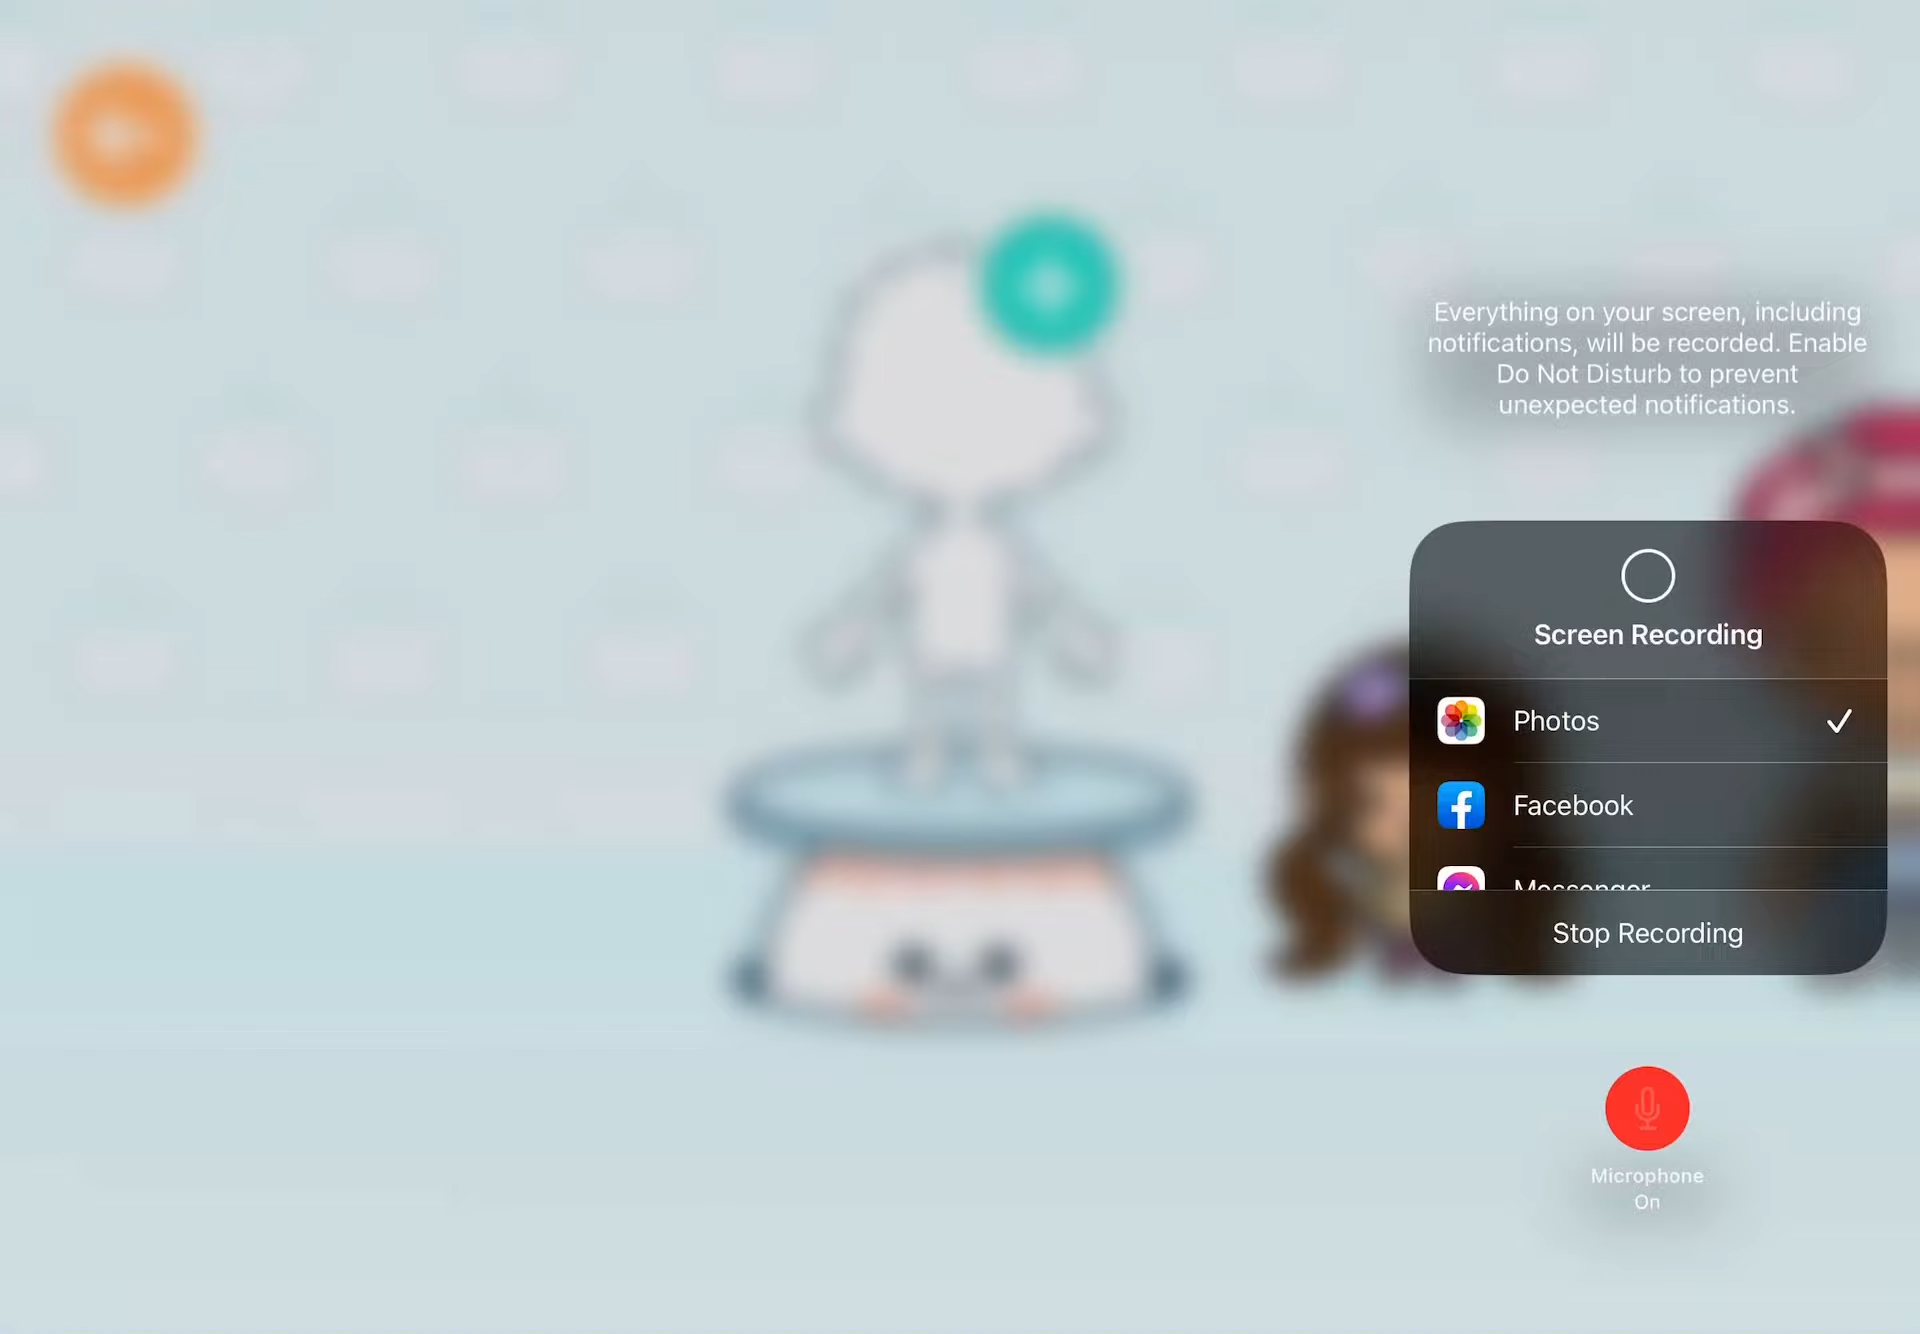 Everything on your screen, including
notifications, will be recorded. Enable
Do Not Disturb to prevent
unexpected notifications.
Screen Recording
Photos
Facebook
Messenger
Stop Recording
Microphone
On